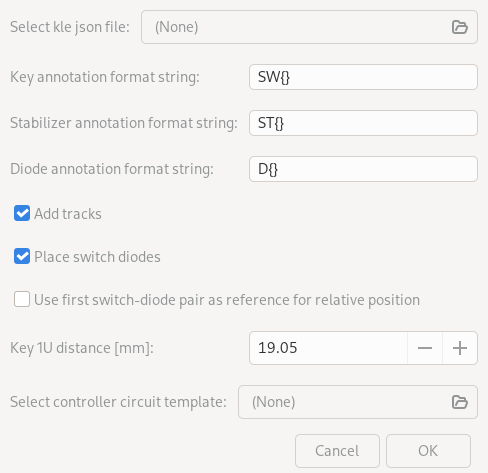 Select kle json file: (None)
Key annotation format string: SW{}
Stabilizer annotation format string: ST{}
Diode annotation format string: D{}
Add tracks
Place switch diodes
Use first switch-diode pair as reference for relative position
Key 1U distance [mm]: 19.05
Select controller circuit template: (None)
Cancel OK